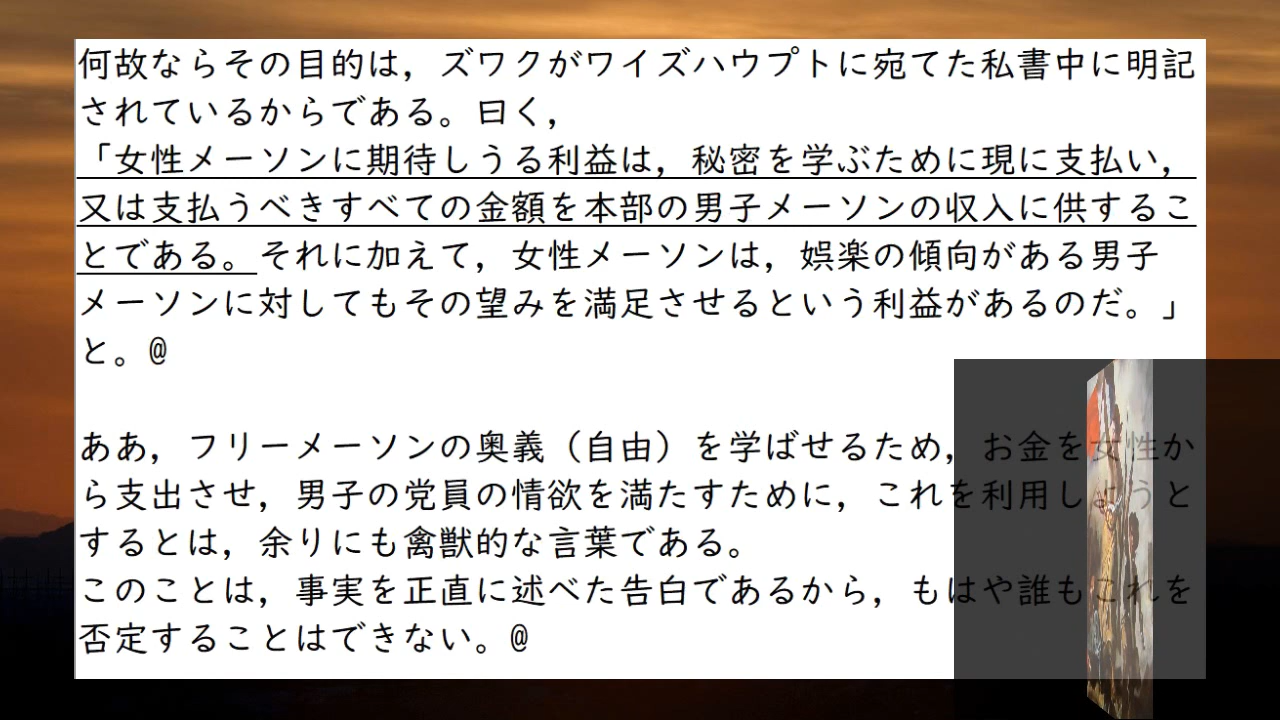 何故ならその目的は，ズワクがワイズハウプトに宛てた私書中に明記
されているからである。曰く，
「女性メーソンに期待しうる利益は，秘密を学ぶために現に支払い，
又は支払うべきすべての金額を本部の男子メーソンの収入に供するこ
とである。それに加えて，女性メーソンは，娯楽の傾向がある男子
メーソンに対してもその望みを満足させるという利益があるのだ。」
と。@
ああ，フリーメーソンの奥義（自由）を学ばせるため，お金を女性か
ら支出させ，男子の党員の情欲を満たすために，これを利用しようと
するとは，余りにも禽獣的な言葉である。
このことは，事実を正直に述べた告白であるから，もはや誰もこれを
否定することはできない。@